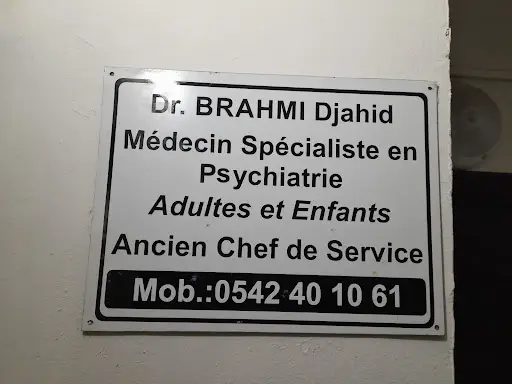 Dr. BRAHMI Djahid
Médecin Spécialiste en
Psychiatrie
Adultes et Enfants
Ancien Chef de Service
Mob.:0542 40 10 61